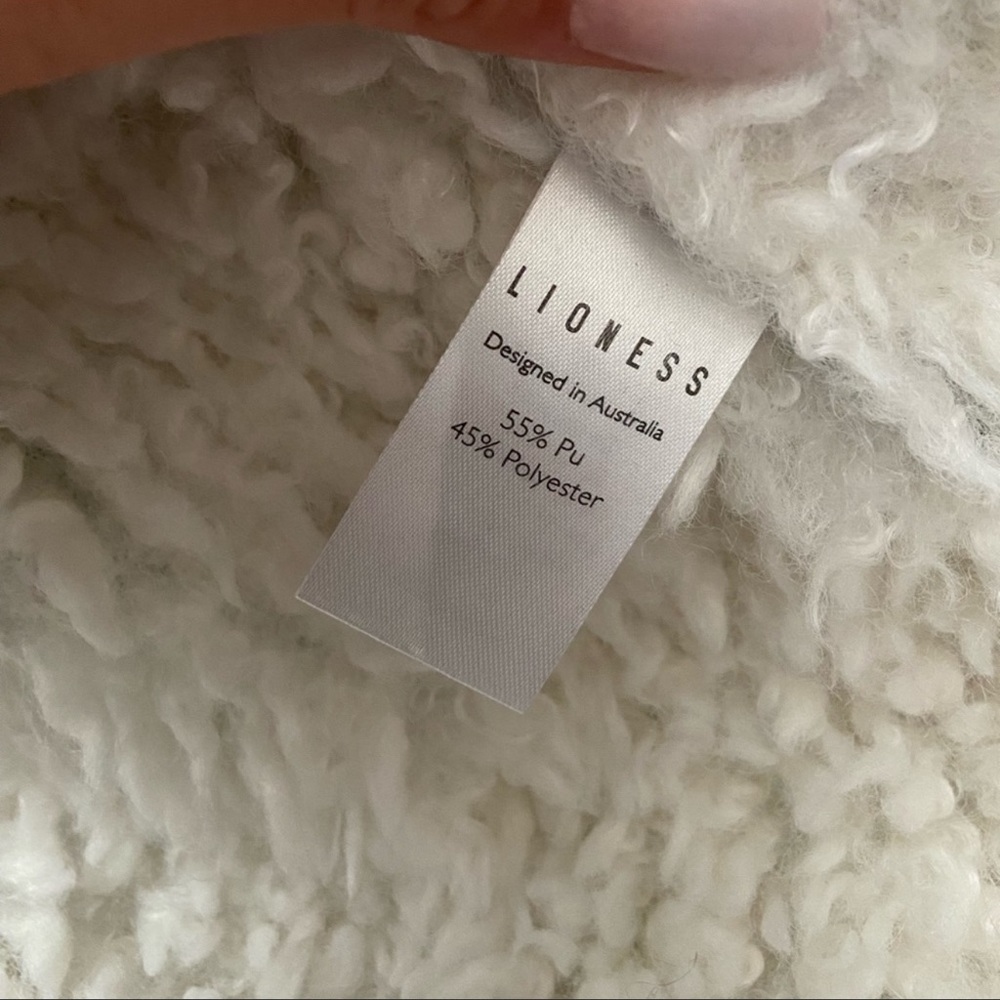 LIONESS
Designed in Australia
55% Pu
45% Polyester